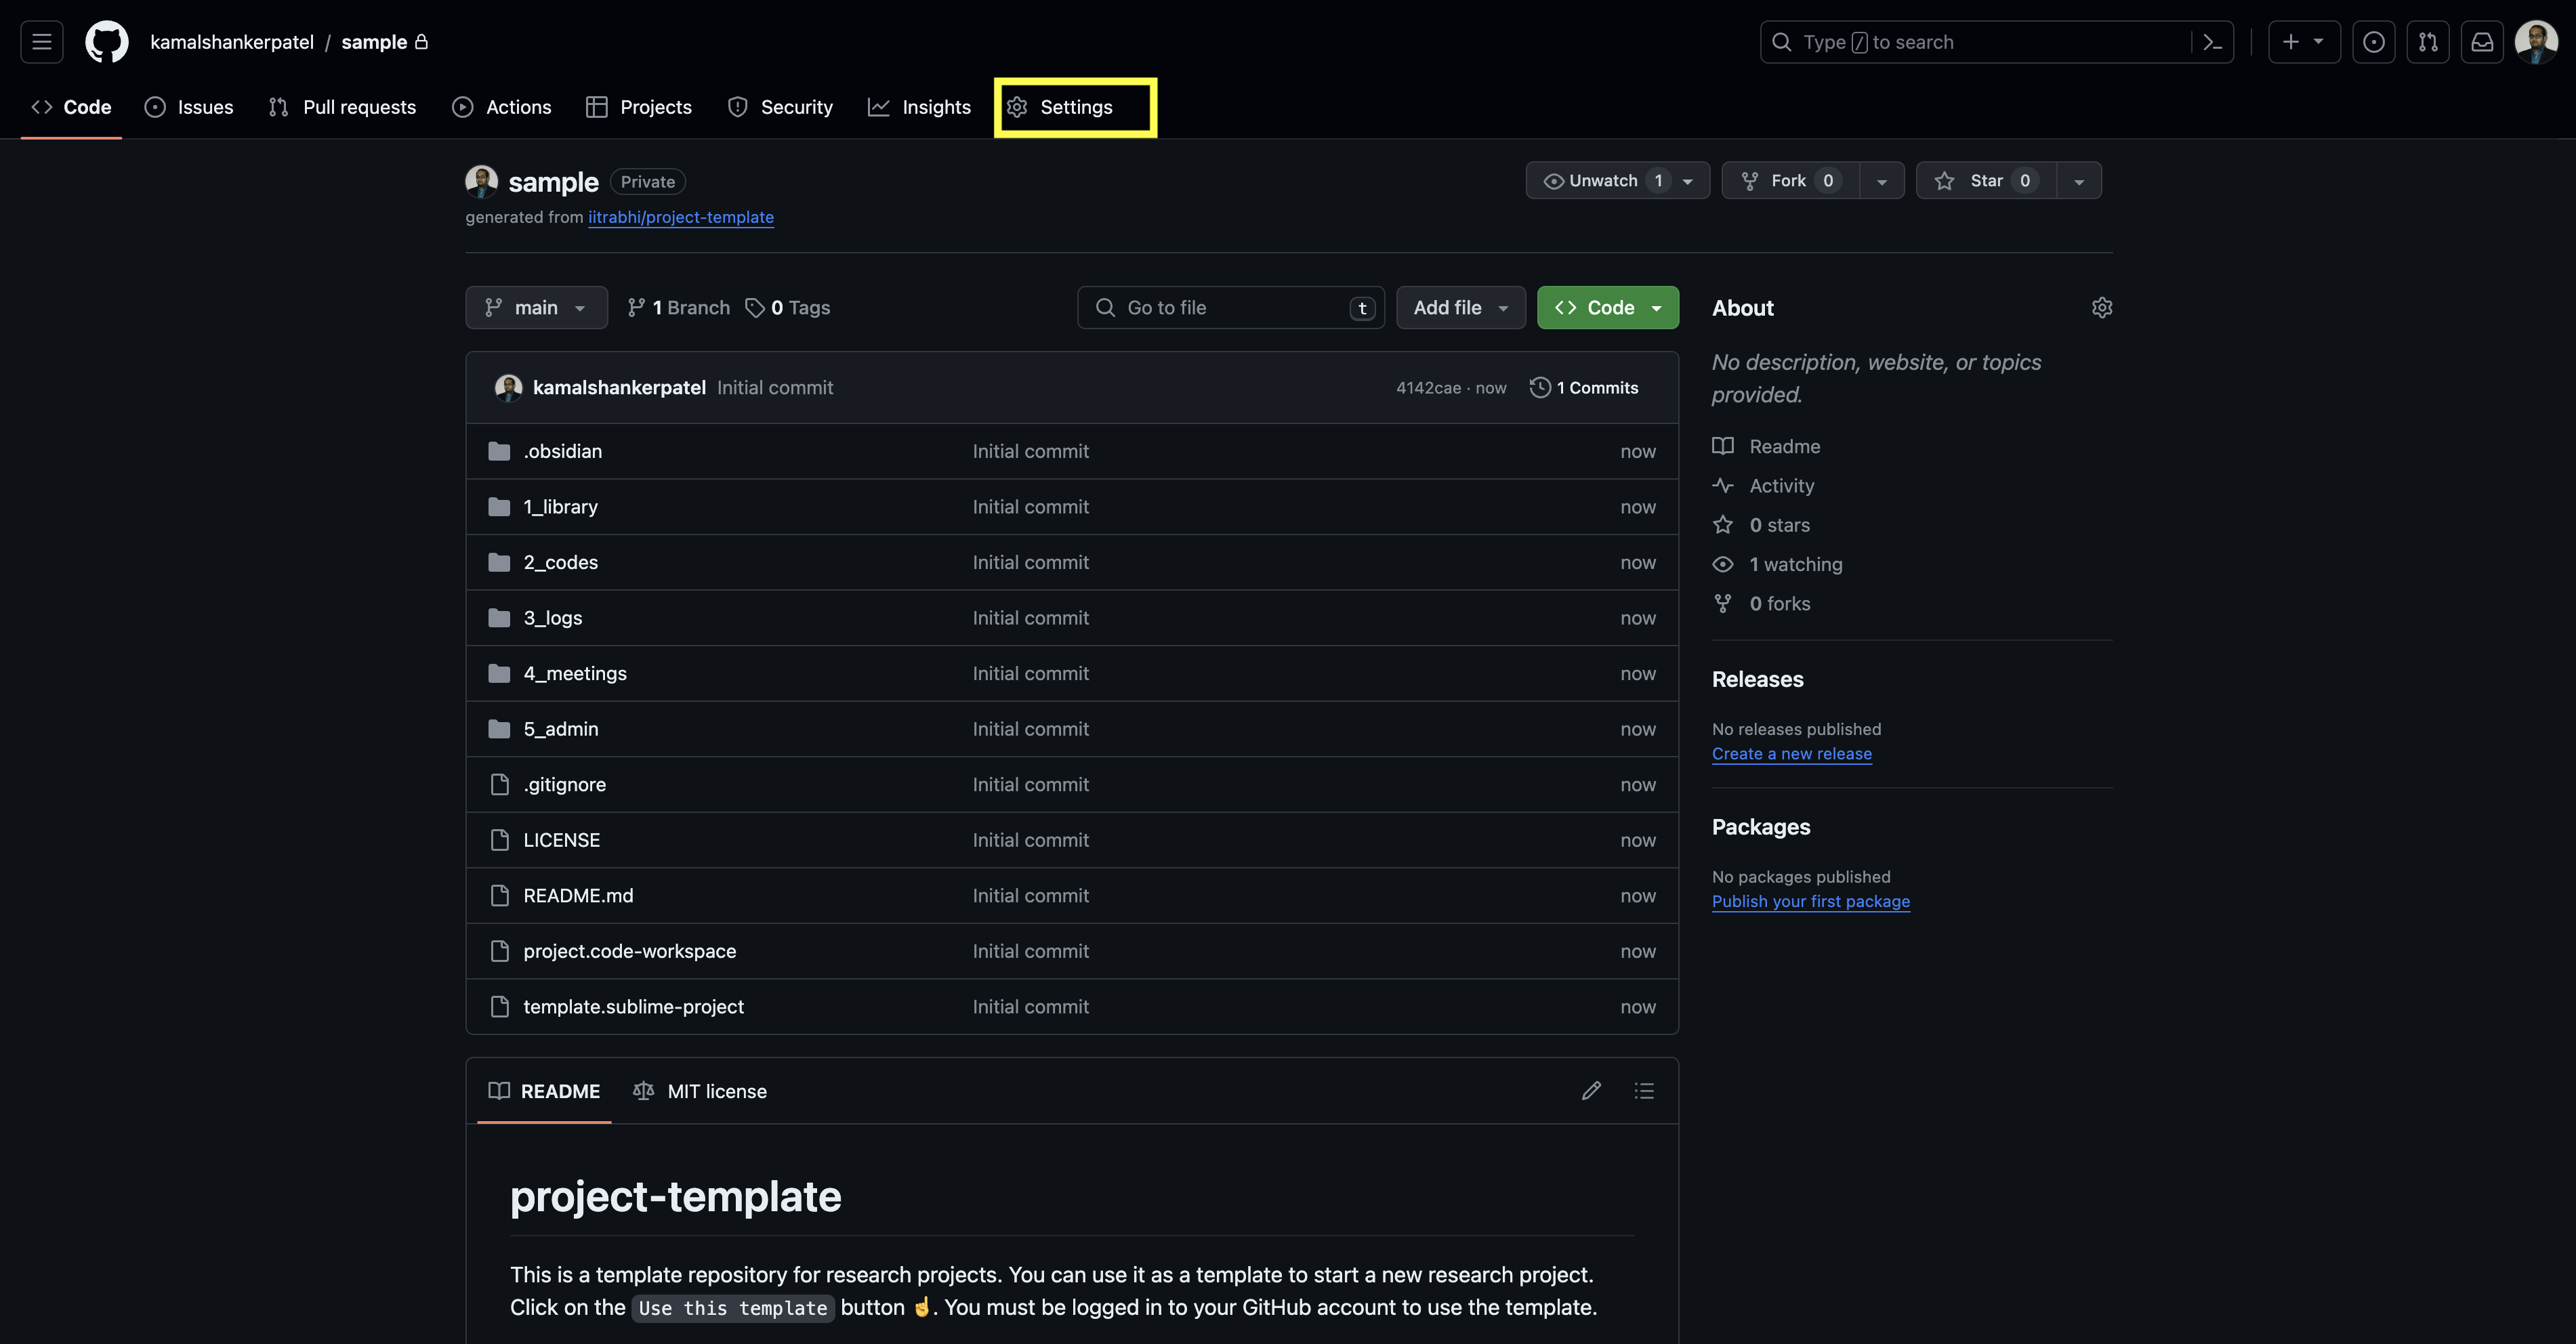 kamalshankerpatel / sample
Type / to search
Code Issues Pull requests Actions Projects Security Insights Settings
sample Private
Unwatch 1 Fork 0 Star 0
generated from iitrabhi/project-template
main 1 Branch 0 Tags Go to file t Add file Code
kamalshankerpatel Initial commit 4142cae · now 1 Commits
.obsidian Initial commit now
1_library Initial commit now
2_codes Initial commit now
3_logs Initial commit now
4_meetings Initial commit now
5_admin Initial commit now
.gitignore Initial commit now
LICENSE Initial commit now
README.md Initial commit now
project.code-workspace Initial commit now
template.sublime-project Initial commit now
README MIT license
project-template
This is a template repository for research projects. You can use it as a template to start a new research project.
Click on the Use this template button ☝. You must be logged in to your GitHub account to use the template.
About
No description, website, or topics
provided.
Readme
Activity
0 stars
1 watching
0 forks
Releases
No releases published
Create a new release
Packages
No packages published
Publish your first package